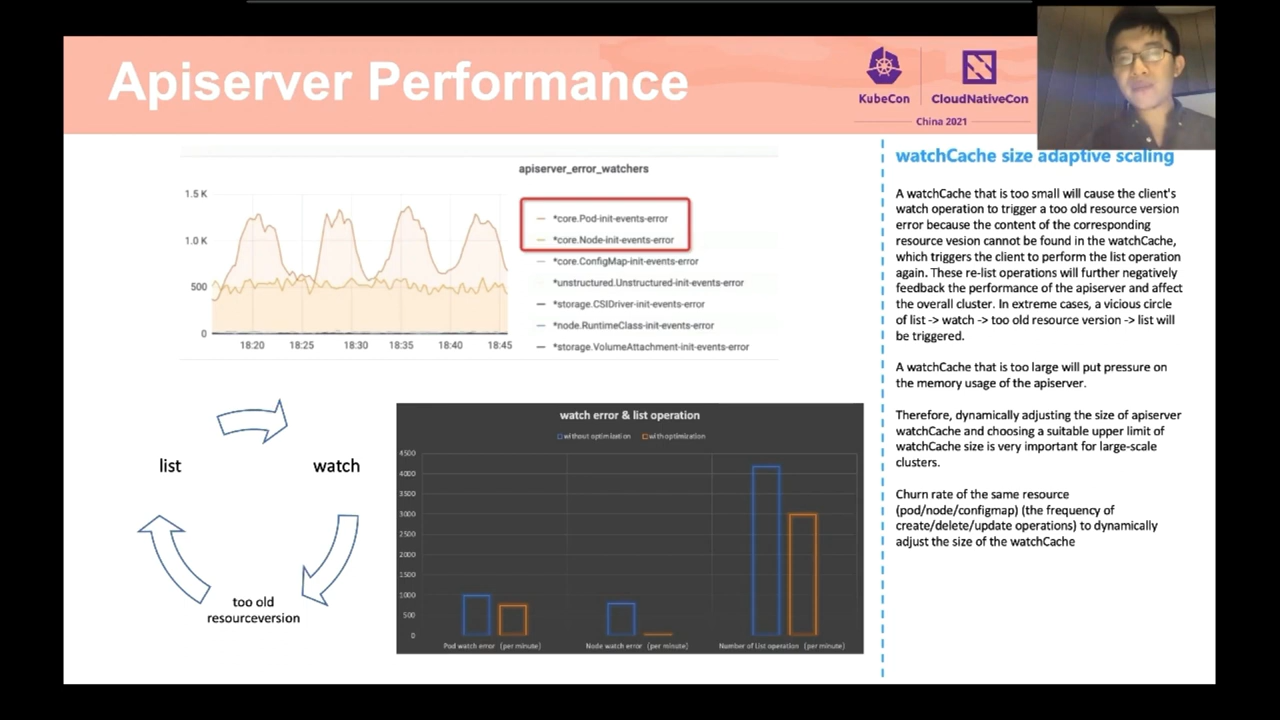 Apiserver Performance
KubeCon
CloudNativeCon
China 2021
apiserver_error_watchers
1.5 K
1.0 K
500
0
18:20
18:25
18:30
18:35
18:40
18:45
*core.Pod-init-events-error
*core.Node-init-events-error
*core.ConfigMap-init-events-error
*unstructured.Unstructured-init-events-error
*storage.CSIDriver-init-events-error
*node.RuntimeClass-init-events-error
*storage.VolumeAttachment-init-events-error
list
watch
too old
resourceversion
watch error & list operation
without optimization
with optimization
4500
4000
3500
3000
2500
2000
1500
1000
500
0
Pod watch error (per minute)
Node watch error (per minute)
Number of List operation (per minute)
watchCache size adaptive scaling
A watchCache that is too small will cause the client's
watch operation to trigger a too old resource version
error because the content of the corresponding
resource vesion cannot be found in the watchCache,
which triggers the client to perform the list operation
again. These re-list operations will further negatively
feedback the performance of the apiserver and affect
the overall cluster. In extreme cases, a vicious circle
of list -> watch -> too old resource version -> list will
be triggered.
A watchCache that is too large will put pressure on
the memory usage of the apiserver.
Therefore, dynamically adjusting the size of apiserver
watchCache and choosing a suitable upper limit of
watchCache size is very important for large-scale
clusters.
Churn rate of the same resource
(pod/node/configmap) (the frequency of
create/delete/update operations) to dynamically
adjust the size of the watchCache